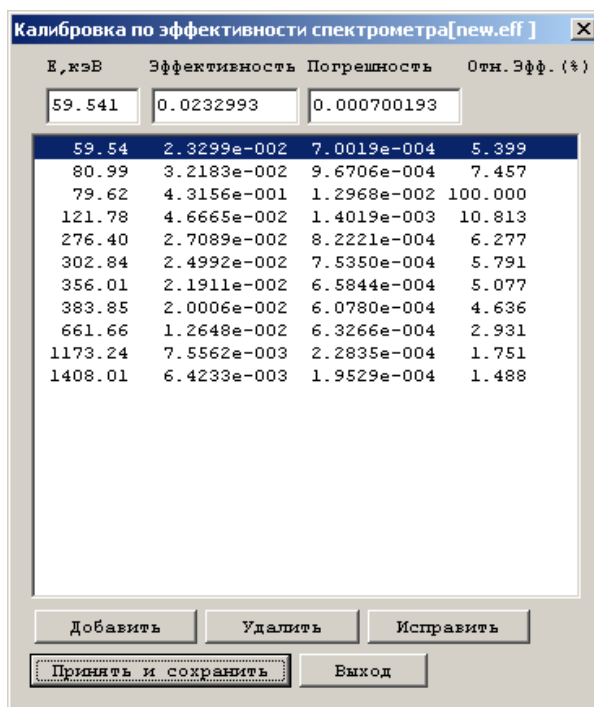 Калибровка по эффективности спектрометра[new.eff ]
E,кэВ Эффективность Погрешность Отн.Эфф.(%)
59.541 0.0232993 0.000700193
59.54 2.3299e-002 7.0019e-004 5.399
80.99 3.2183e-002 9.6706e-004 7.457
79.62 4.3156e-001 1.2968e-002 100.000
121.78 4.6665e-002 1.4019e-003 10.813
276.40 2.7089e-002 8.2221e-004 6.277
302.84 2.4992e-002 7.5350e-004 5.791
356.01 2.1911e-002 6.5844e-004 5.077
383.85 2.0006e-002 6.0780e-004 4.636
661.66 1.2648e-002 6.3266e-004 2.931
1173.24 7.5562e-003 2.2835e-004 1.751
1408.01 6.4233e-003 1.9529e-004 1.488
Добавить Удалить Исправить
Принять и сохранить Выход